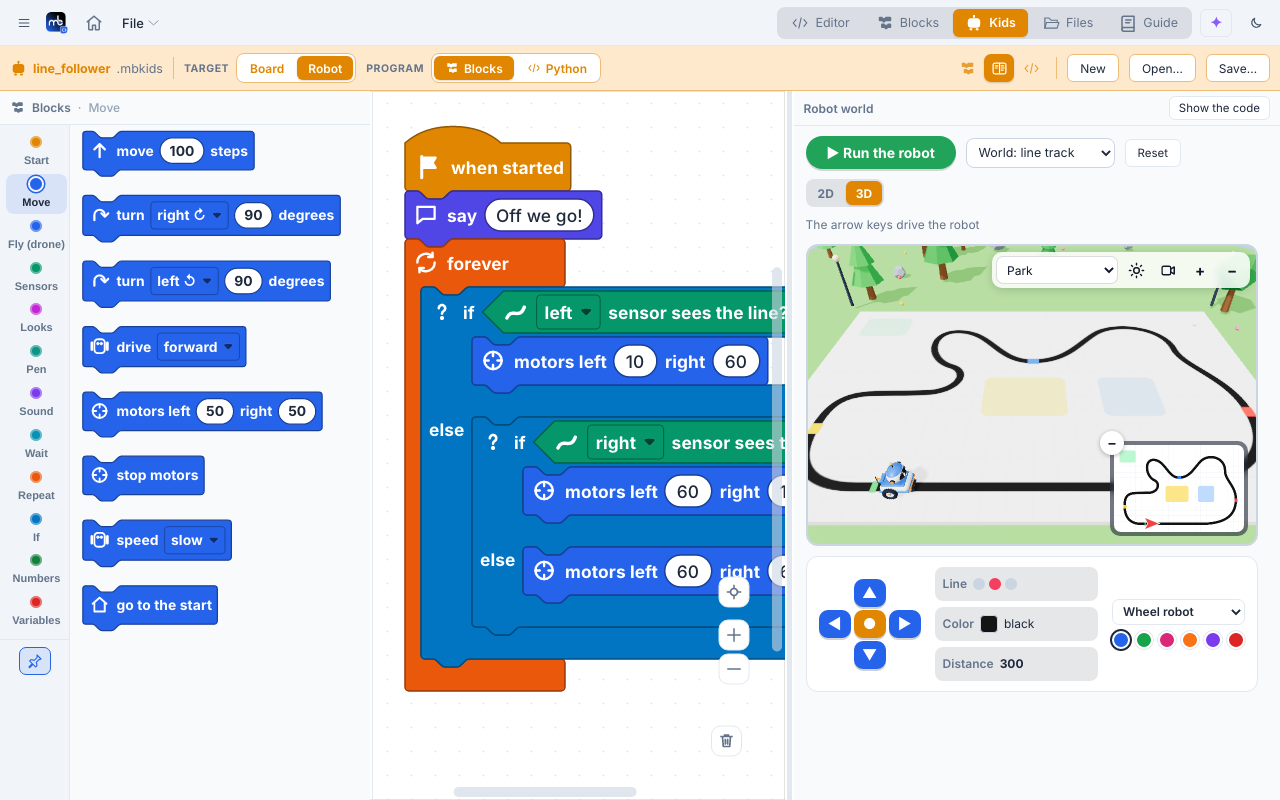 File
Editor
Blocks
Kids
Files
Guide
line_follower .mbkids
TARGET
Board
Robot
PROGRAM
Blocks
Python
New
Open...
Save...
Blocks · Move
Start
Move
Fly (drone)
Sensors
Looks
Pen
Sound
Wait
Repeat
If
Numbers
Variables
move 100 steps
turn right 90 degrees
turn left 90 degrees
drive forward
motors left 50 right 50
stop motors
speed slow
go to the start
when started
say Off we go!
forever
? if left sensor sees the line?
motors left 10 right 60
else
? if right sensor sees
motors left 60 right
else
motors left 60 right
Robot world
Show the code
Run the robot
World: line track
Reset
2D
3D
The arrow keys drive the robot
Park
Line
Color black
Distance 300
Wheel robot